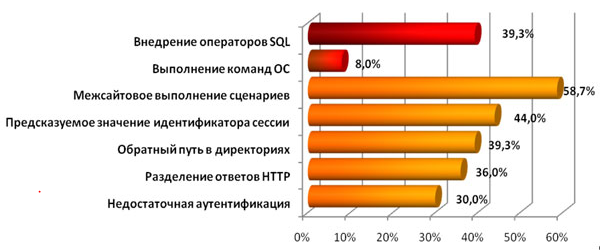 Внедрение операторов SQL 39,3%
Выполнение команд ОС 8,0%
Межсайтовое выполнение сценариев 58,7%
Предсказуемое значение идентификатора сессии 44,0%
Обратный путь в директориях 39,3%
Разделение ответов HTTP 36,0%
Недостаточная аутентификация 30,0%
0% 10% 20% 30% 40% 50% 60%